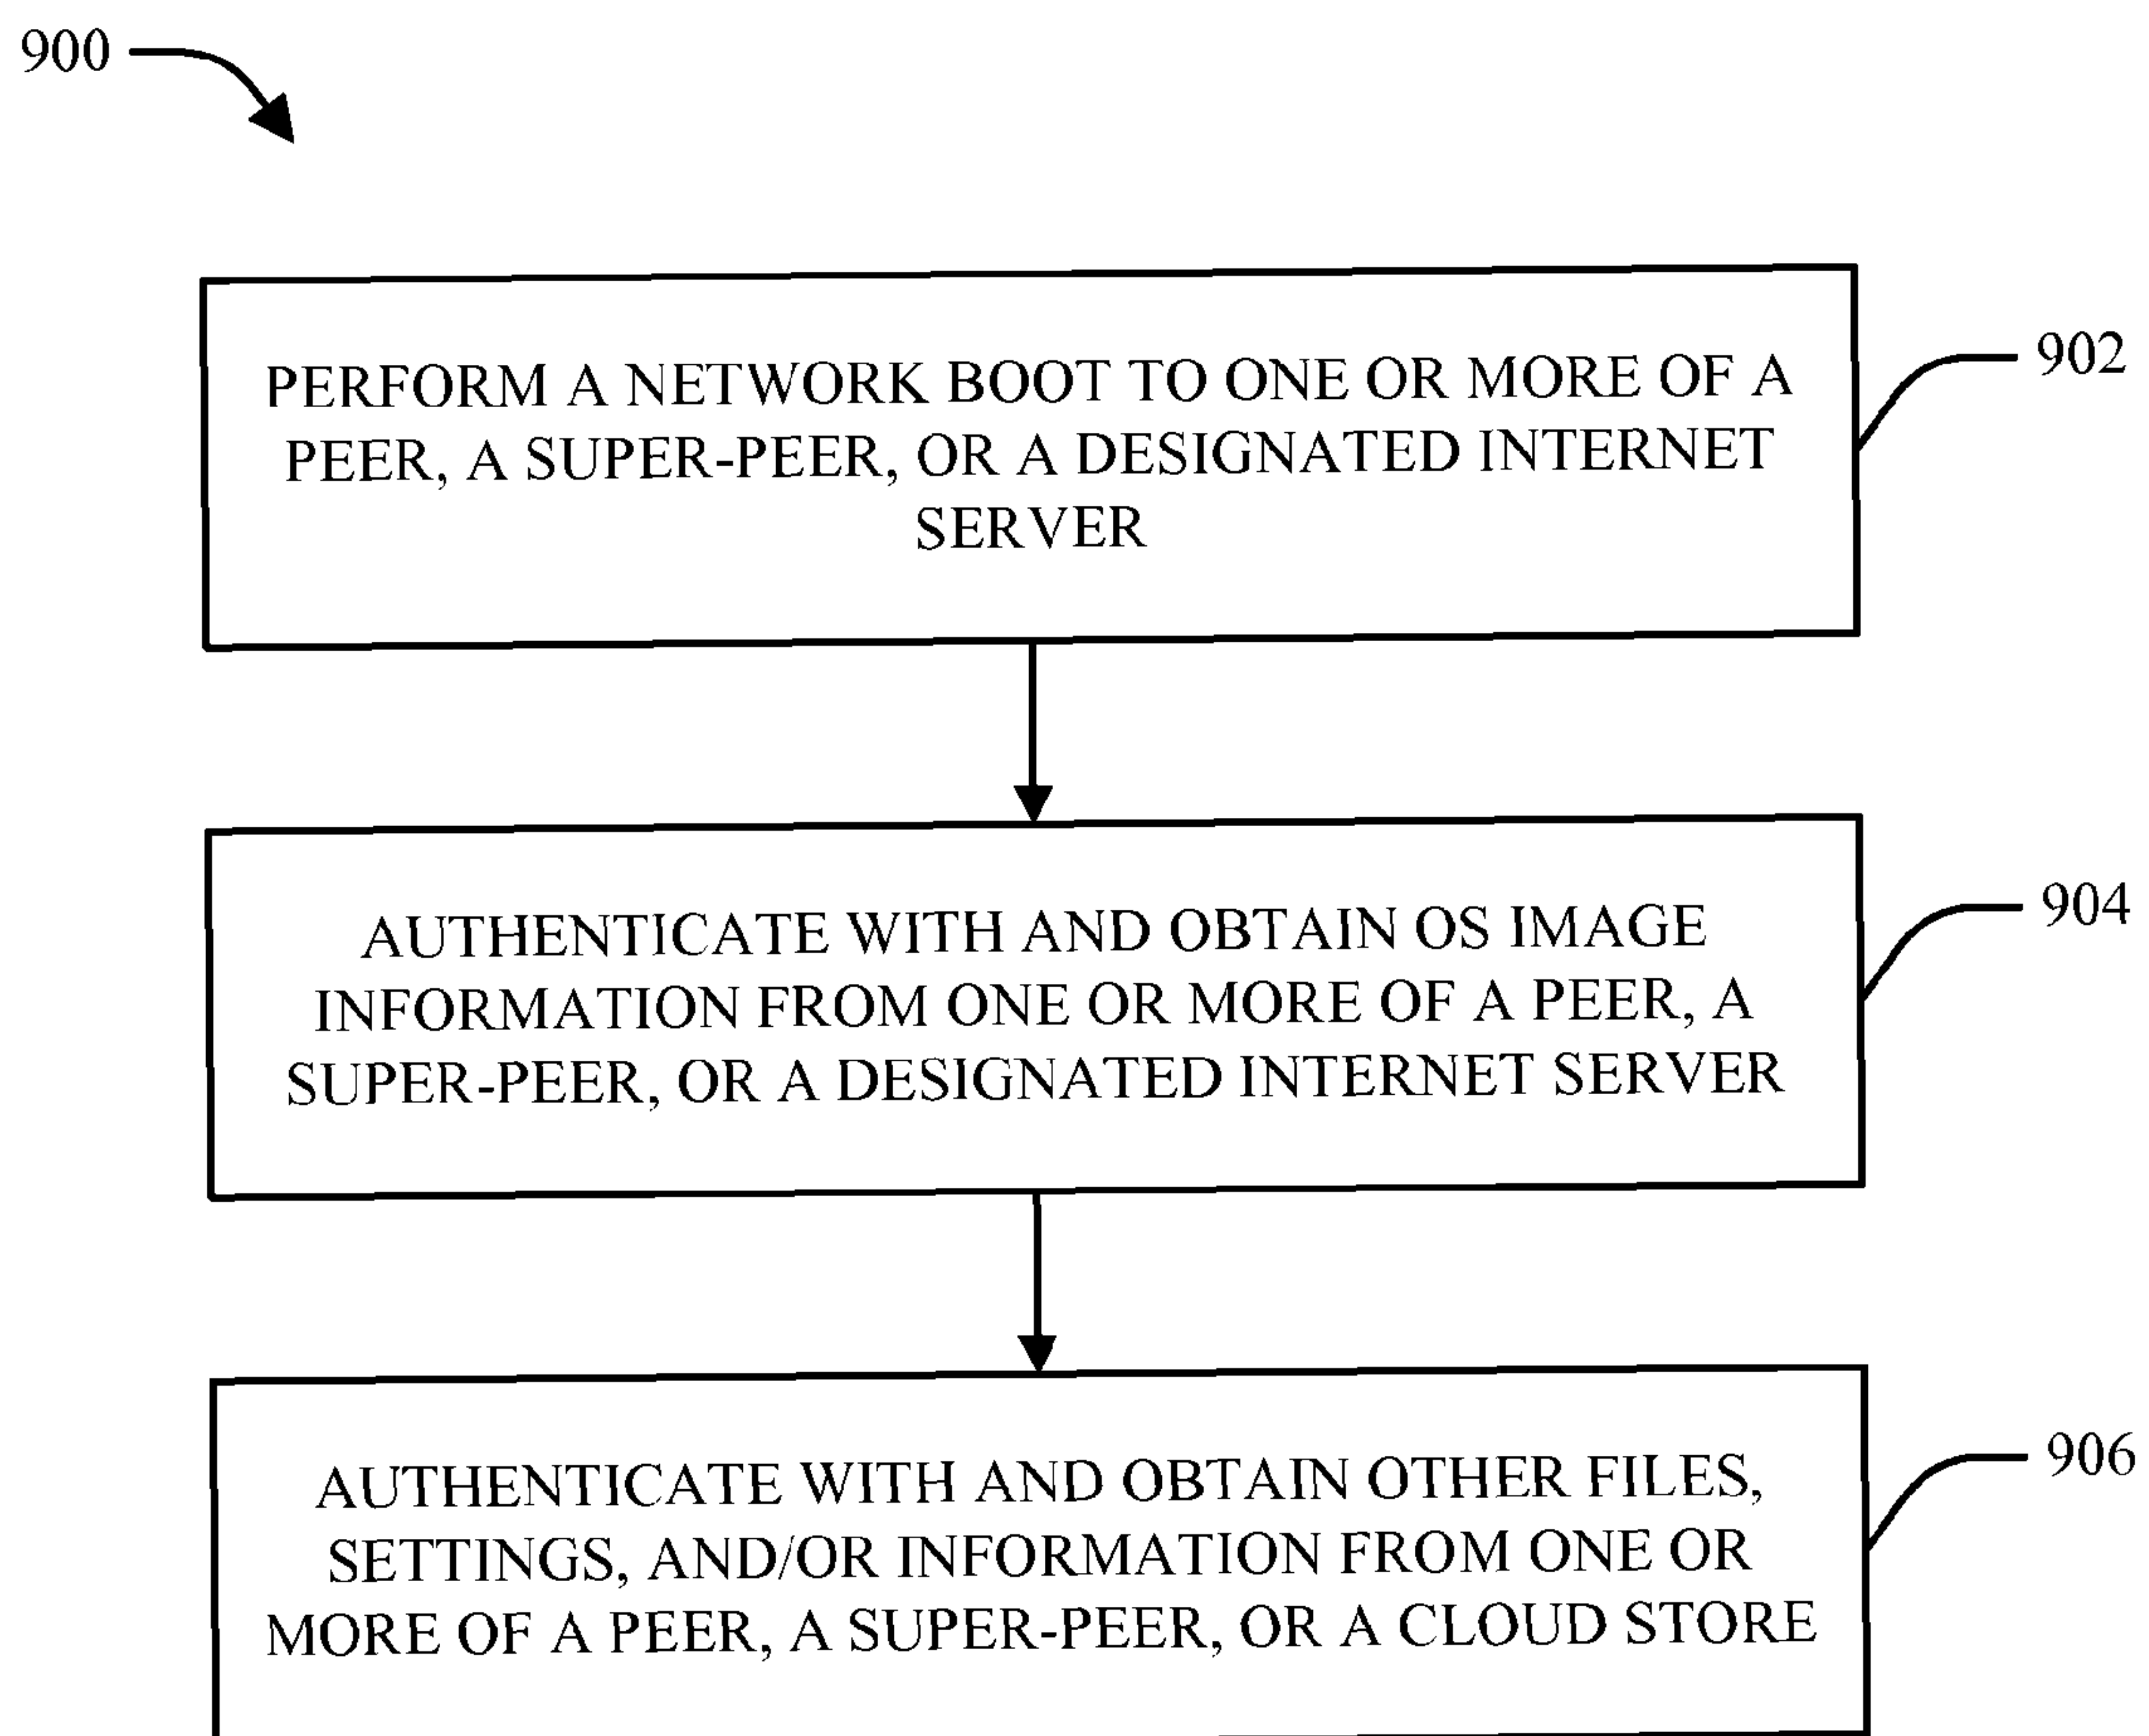 900
PERFORM A NETWORK BOOT TO ONE OR MORE OF A
PEER, A SUPER-PEER, OR A DESIGNATED INTERNET
SERVER
902
AUTHENTICATE WITH AND OBTAIN OS IMAGE
INFORMATION FROM ONE OR MORE OF A PEER, A
SUPER-PEER, OR A DESIGNATED INTERNET SERVER
904
AUTHENTICATE WITH AND OBTAIN OTHER FILES,
SETTINGS, AND/OR INFORMATION FROM ONE OR
MORE OF A PEER, A SUPER-PEER, OR A CLOUD STORE
906